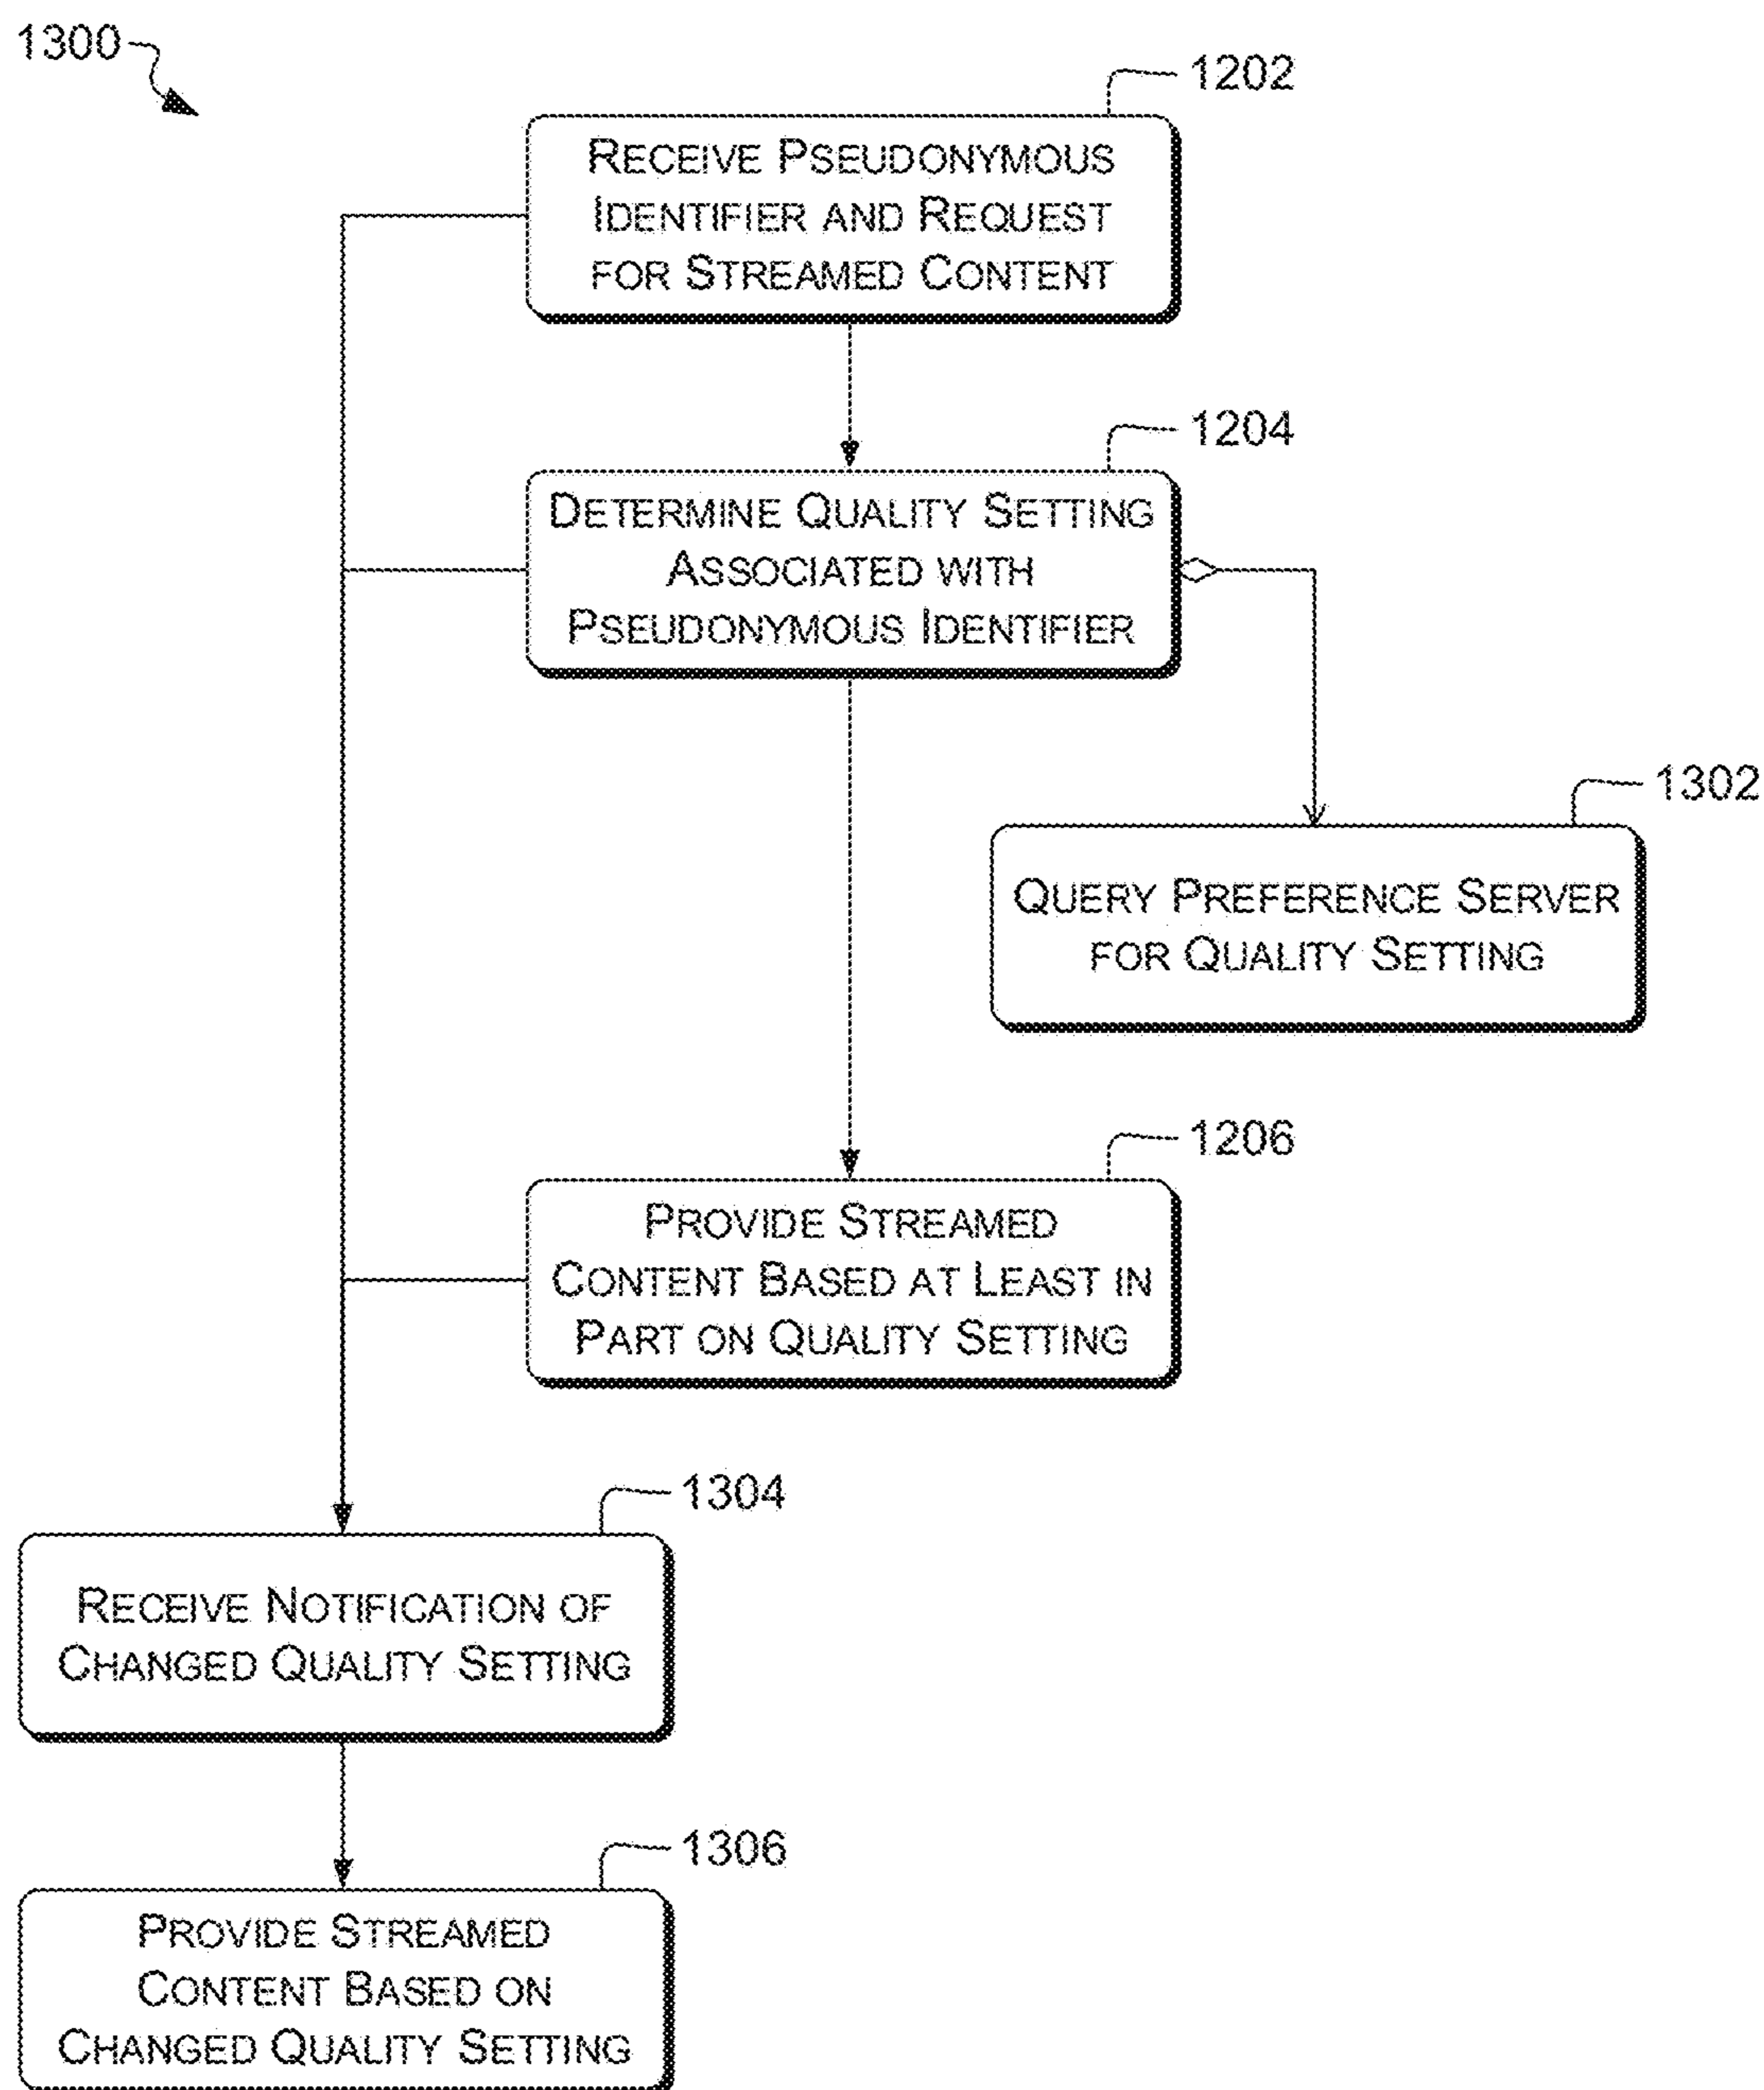 1300
1202
RECEIVE PSEUDONYMOUS
IDENTIFIER AND REQUEST
FOR STREAMED CONTENT
1204
DETERMINE QUALITY SETTING
ASSOCIATED WITH
PSEUDONYMOUS IDENTIFIER
1302
QUERY PREFERENCE SERVER
FOR QUALITY SETTING
1206
PROVIDE STREAMED
CONTENT BASED AT LEAST IN
PART ON QUALITY SETTING
1304
RECEIVE NOTIFICATION OF
CHANGED QUALITY SETTING
1306
PROVIDE STREAMED
CONTENT BASED ON
CHANGED QUALITY SETTING